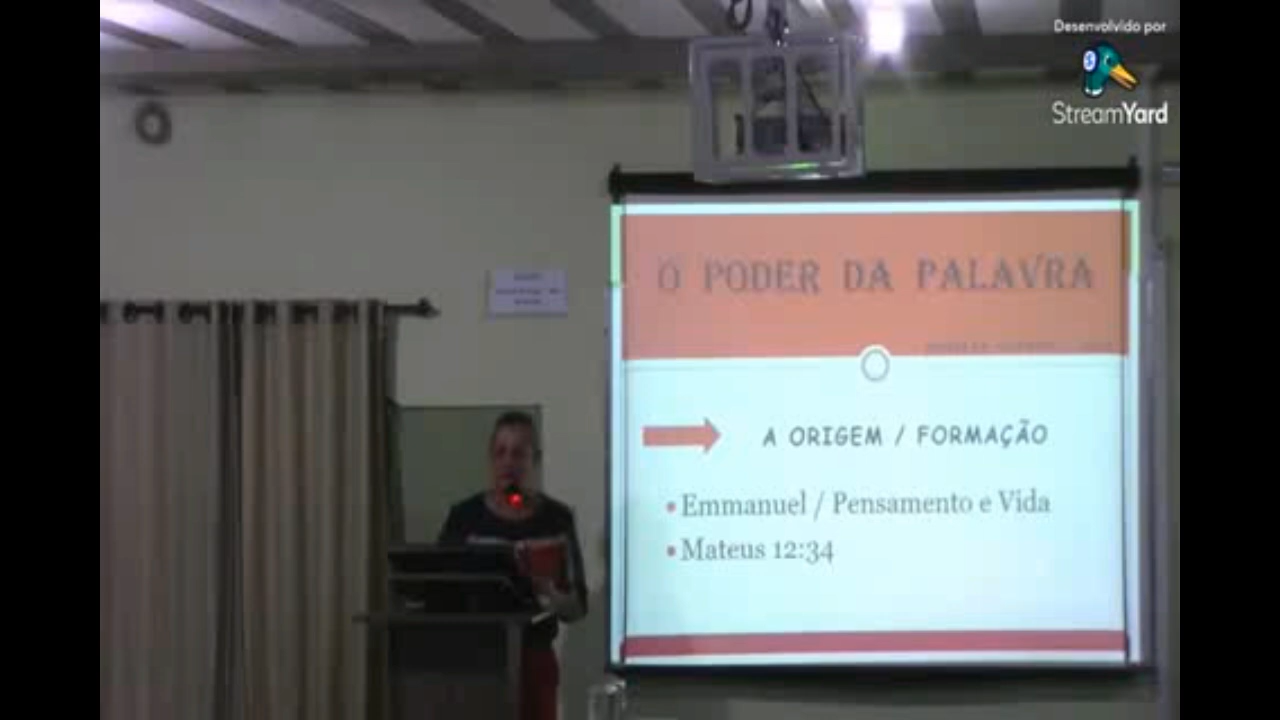 Desenvolvido por
StreamYard
O PODER DA PALAVRA
A ORIGEM / FORMAÇÃO
•Emmanuel / Pensamento e Vida
•Mateus 12:34